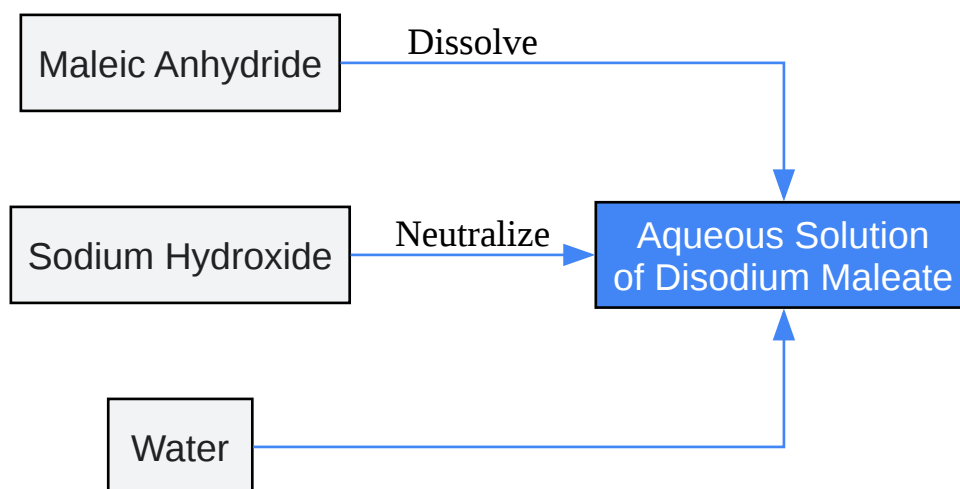 Dissolve
Maleic Anhydride
Neutralize
Sodium Hydroxide
Aqueous Solution
of Disodium Maleate
Water